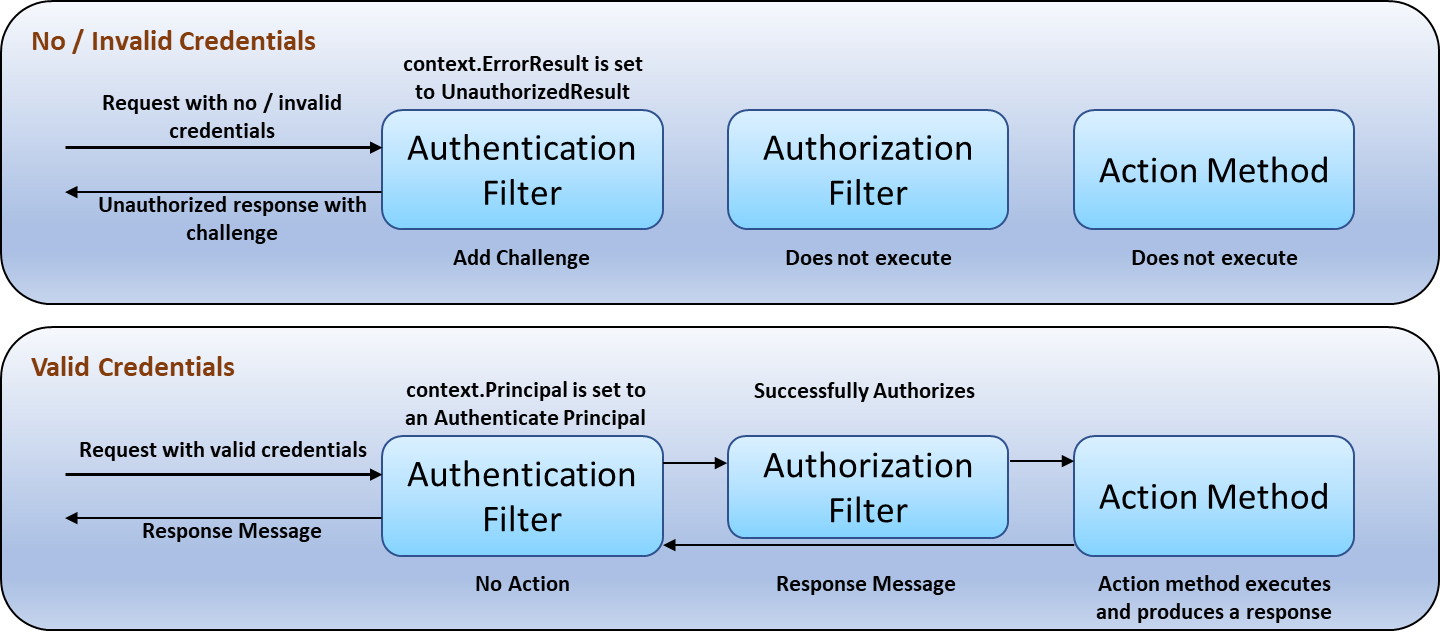 No / Invalid Credentials
context.ErrorResult is set
to UnauthorizedResult
Request with no / invalid
credentials
Authentication
Filter
Authorization
Filter
Action Method
Unauthorized response with
challenge
Add Challenge
Does not execute
Does not execute
Valid Credentials
context.Principal is set to
an Authenticate Principal
Successfully Authorizes
Request with valid credentials
Authentication
Filter
Authorization
Filter
Action Method
Response Message
No Action
Response Message
Action method executes
and produces a response